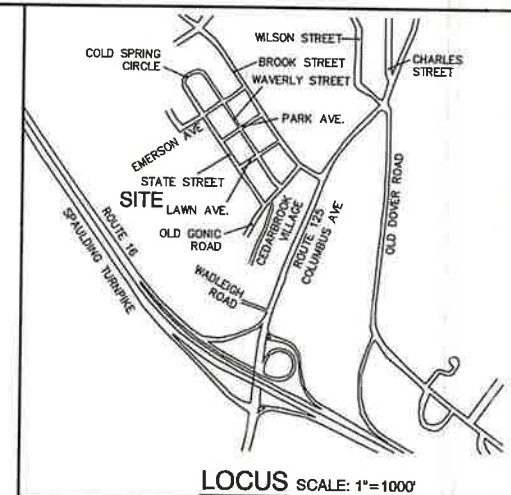 WILSON STREET
COLD SPRING
CIRCLE
BROOK STREET
WAVERLY STREET
CHARLES
STREET
PARK AVE.
EMERSON AVE
STATE STREET
SITE
LAWN AVE.
OLD GONIC
ROAD
CEDARBROOK
VILLAGE
ROUTE 125
COLUMBUS AVE
OLD DOVER ROAD
ROUTE 16
SPAULDING TURNPIKE
WADLEIGH
ROAD
LOCUS SCALE: 1"=1000'